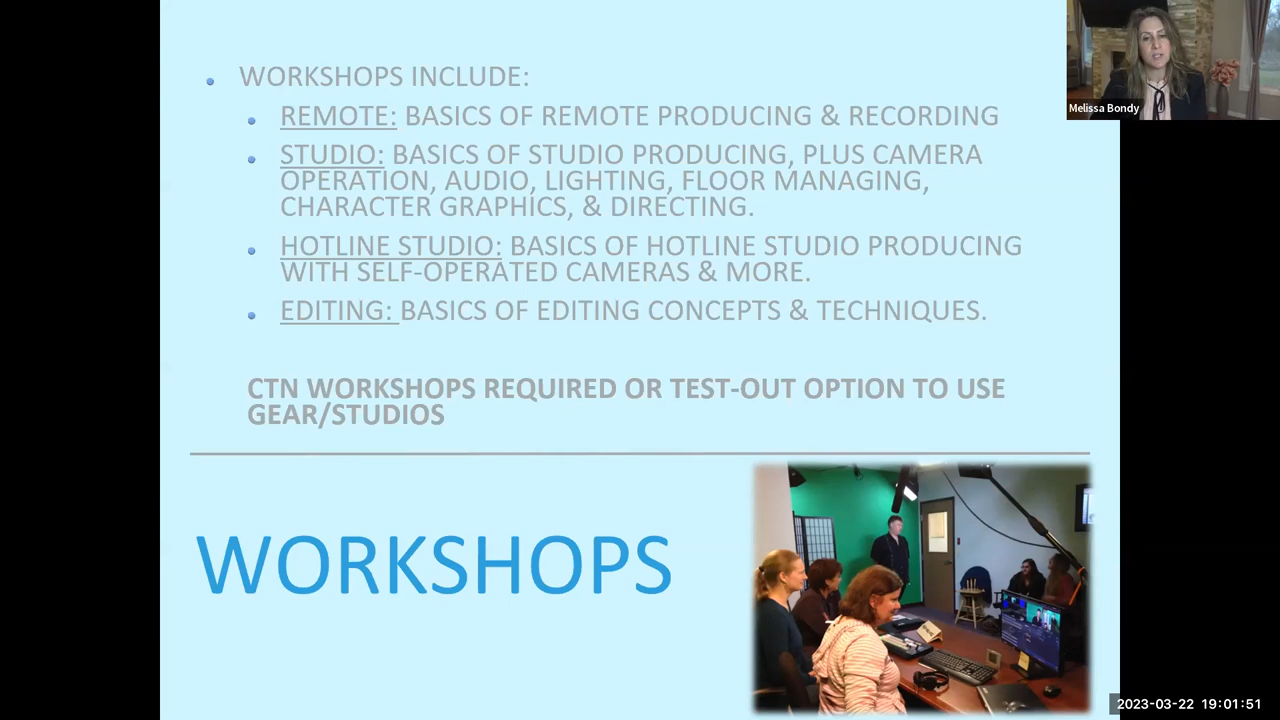 WORKSHOPS INCLUDE:
REMOTE: BASICS OF REMOTE PRODUCING & RECORDING
STUDIO: BASICS OF STUDIO PRODUCING, PLUS CAMERA
OPERATION, AUDIO, LIGHTING, FLOOR MANAGING,
CHARACTER GRAPHICS, & DIRECTING.
HOTLINE STUDIO: BASICS OF HOTLINE STUDIO PRODUCING
WITH SELF-OPERATED CAMERAS & MORE.
EDITING: BASICS OF EDITING CONCEPTS & TECHNIQUES.
CTN WORKSHOPS REQUIRED OR TEST-OUT OPTION TO USE
GEAR/STUDIOS
WORKSHOPS
Melissa Bondy
2023-03-22 19:01:51